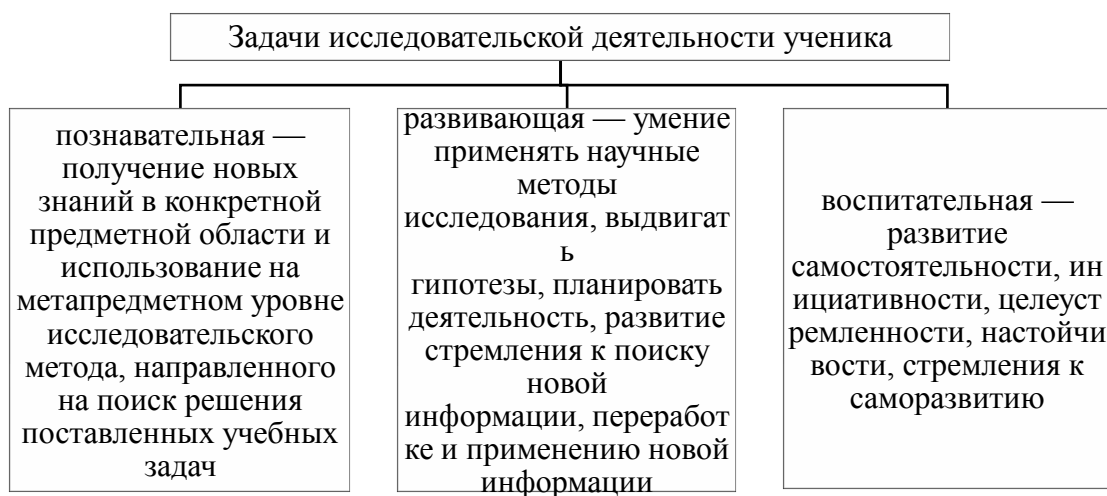 Задачи исследовательской деятельности ученика
познавательная —
получение новых
знаний в конкретной
предметной области и
использование на
метапредметном уровне
исследовательского
метода, направленного
на поиск решения
поставленных учебных
задач
развивающая — умение
применять научные
методы
исследования, выдвигат
ь
гипотезы, планировать
деятельность, развитие
стремления к поиску
новой
информации, переработ
ке и применению новой
информации
воспитательная —
развитие
самостоятельности, ин
ициативности, целеуст
ремленности, настойчи
вости, стремления к
саморазвитию